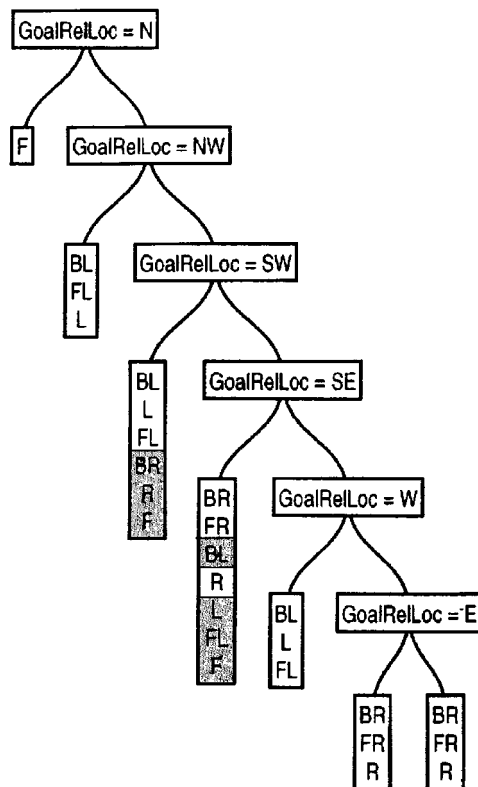 GoalRelLoc = N
F
GoalRelLoc = NW
BL
FL
L
GoalRelLoc = SW
BL
L
FL
BR
R
F
GoalRelLoc = SE
BR
FR
BL
R
L
FL
F
GoalRelLoc = W
BL
L
FL
GoalRelLoc = E
BR
FR
R
BR
FR
R